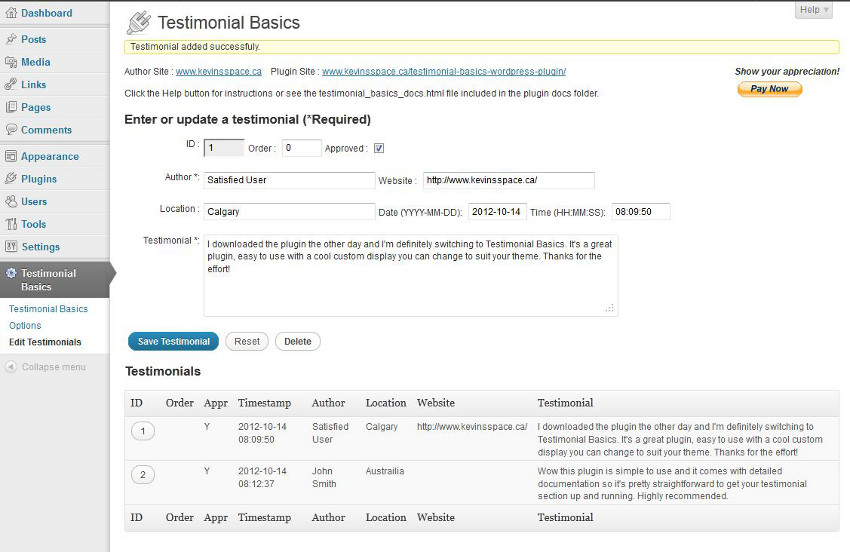 Dashboard
Posts
Media
Links
Pages
Comments
Appearance
Plugins
Users
Tools
Settings
Testimonial
Basics
Testimonial Basics
Options
Edit Testimonials
Collapse menu
Help
Testimonial Basics
Testimonial added successfuly.
Author Site : www.kevinsspace.ca Plugin Site : www.kevinsspace.ca/testimonial-basics-wordpress-plugin/
Show your appreciation!
Click the Help button for instructions or see the testimonial_basics_docs.html file included in the plugin docs folder.
Pay Now
Enter or update a testimonial (*Required)
ID : 1 Order : 0 Approved :
Author *: Satisfied User Website : http://www.kevinsspace.ca/
Location : Calgary Date (YYYY-MM-DD): 2012-10-14 Time (HH:MM:SS): 08:09:50
Testimonial *: I downloaded the plugin the other day and I'm definitely switching to Testimonial Basics. It's a great
plugin, easy to use with a cool custom display you can change to suit your theme. Thanks for the
effort!
Save Testimonial Reset Delete
Testimonials
ID Order Appr Timestamp Author Location Website Testimonial
1 Y 2012-10-14 Satisfied Calgary http://www.kevinsspace.ca/ I downloaded the plugin the other day and I'm definitely switching to
08:09:50 User Testimonial Basics. It's a great plugin, easy to use with a cool custom
display you can change to suit your theme. Thanks for the effort!
2 Y 2012-10-14 John Austrailia Wow this plugin is simple to use and it comes with detailed
08:12:37 Smith documentation so it's pretty straightforward to get your testimonial
section up and running. Highly recommended.
ID Order Appr Timestamp Author Location Website Testimonial